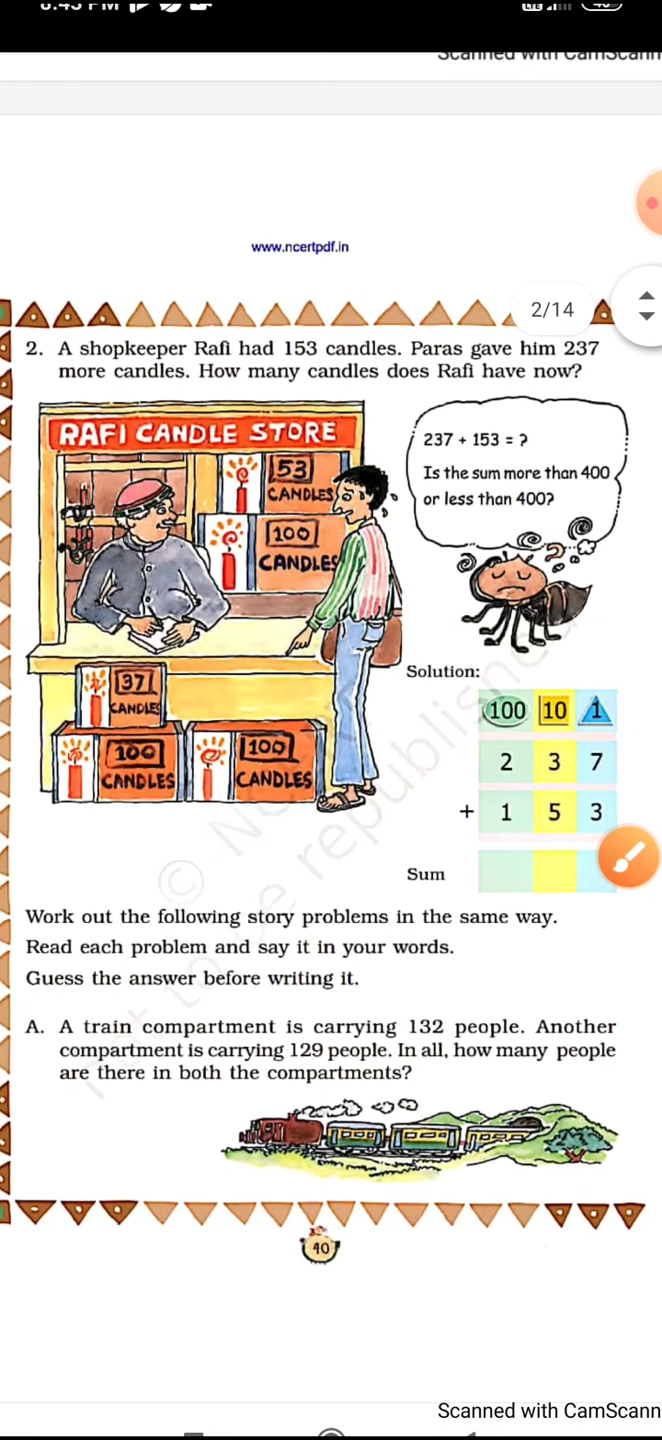 Scanned with CamScann
www.ncertpdf.in
2/14
2. A shopkeeper Rafi had 153 candles. Paras gave him 237
more candles. How many candles does Rafi have now?
RAFI CANDLE STORE
53
CANDLES
100
CANDLES
37
CANDLES
100
CANDLES
100
CANDLES
237 + 153 = ?
Is the sum more than 400
or less than 400?
Solution:
100 10 1
2 3 7
+ 1 5 3
Sum
Work out the following story problems in the same way.
Read each problem and say it in your words.
Guess the answer before writing it.
A. A train compartment is carrying 132 people. Another
compartment is carrying 129 people. In all, how many people
are there in both the compartments?
40
Scanned with CamScann